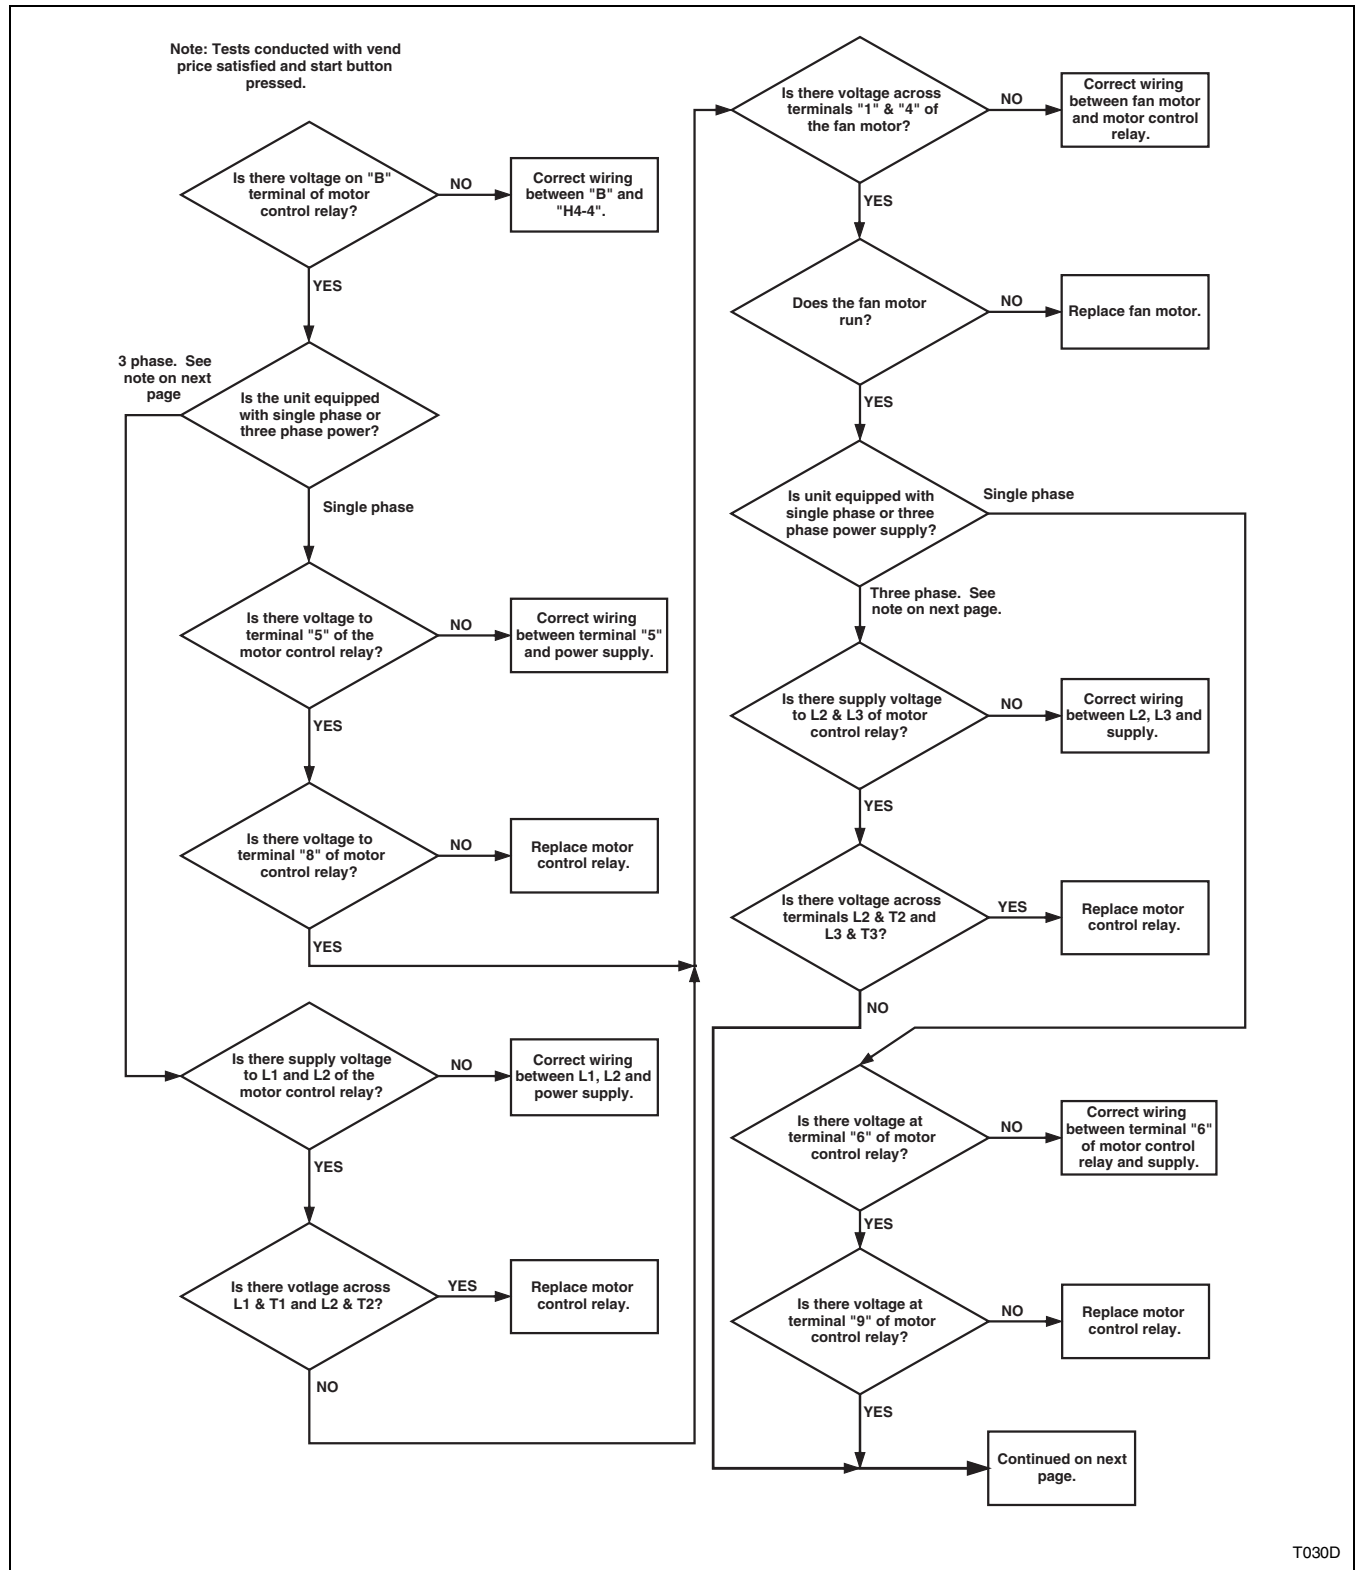 Note: Tests conducted with vend
price satisfied and start button
pressed.
Is there voltage on "B"
terminal of motor
control relay?
NO
Correct wiring
between "B" and
"H4-4".
YES
3 phase. See
note on next
page
Is the unit equipped
with single phase or
three phase power?
Single phase
Is there voltage to
terminal "5" of the
motor control relay?
NO
Correct wiring
between terminal "5"
and power supply.
YES
Is there voltage to
terminal "8" of motor
control relay?
NO
Replace motor
control relay.
YES
Is there supply voltage
to L1 and L2 of the
motor control relay?
NO
Correct wiring
between L1, L2 and
power supply.
YES
Is there votlage across
L1 & T1 and L2 & T2?
YES
Replace motor
control relay.
NO
Is there voltage across
terminals "1" & "4" of
the fan motor?
NO
Correct wiring
between fan motor
and motor control
relay.
YES
Does the fan motor
run?
NO
Replace fan motor.
YES
Is unit equipped with
single phase or three
phase power supply?
Single phase
Three phase. See
note on next page.
Is there supply voltage
to L2 & L3 of motor
control relay?
NO
Correct wiring
between L2, L3 and
supply.
YES
Is there voltage across
terminals L2 & T2 and
L3 & T3?
YES
Replace motor
control relay.
NO
Is there voltage at
terminal "6" of motor
control relay?
NO
Correct wiring
between terminal "6"
of motor control
relay and supply.
YES
Is there voltage at
terminal "9" of motor
control relay?
NO
Replace motor
control relay.
YES
Continued on next
page.
T030D